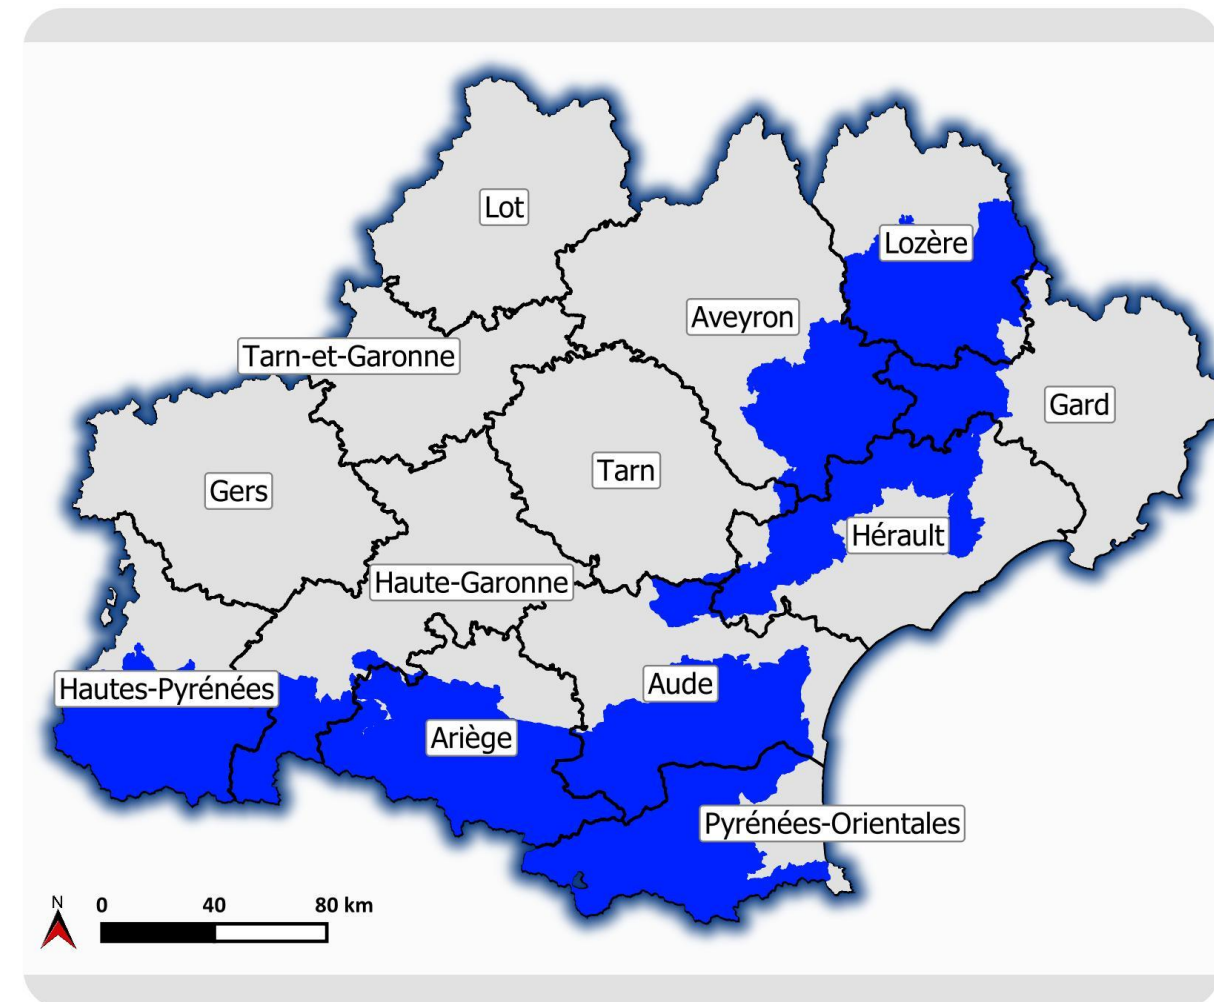 Lot
Lozère
Aveyron
Tarn-et-Garonne
Gard
Tarn
Gers
Hérault
Haute-Garonne
Hautes-Pyrénées
Aude
Ariège
Pyrénées-Orientales
N
0 40 80 km